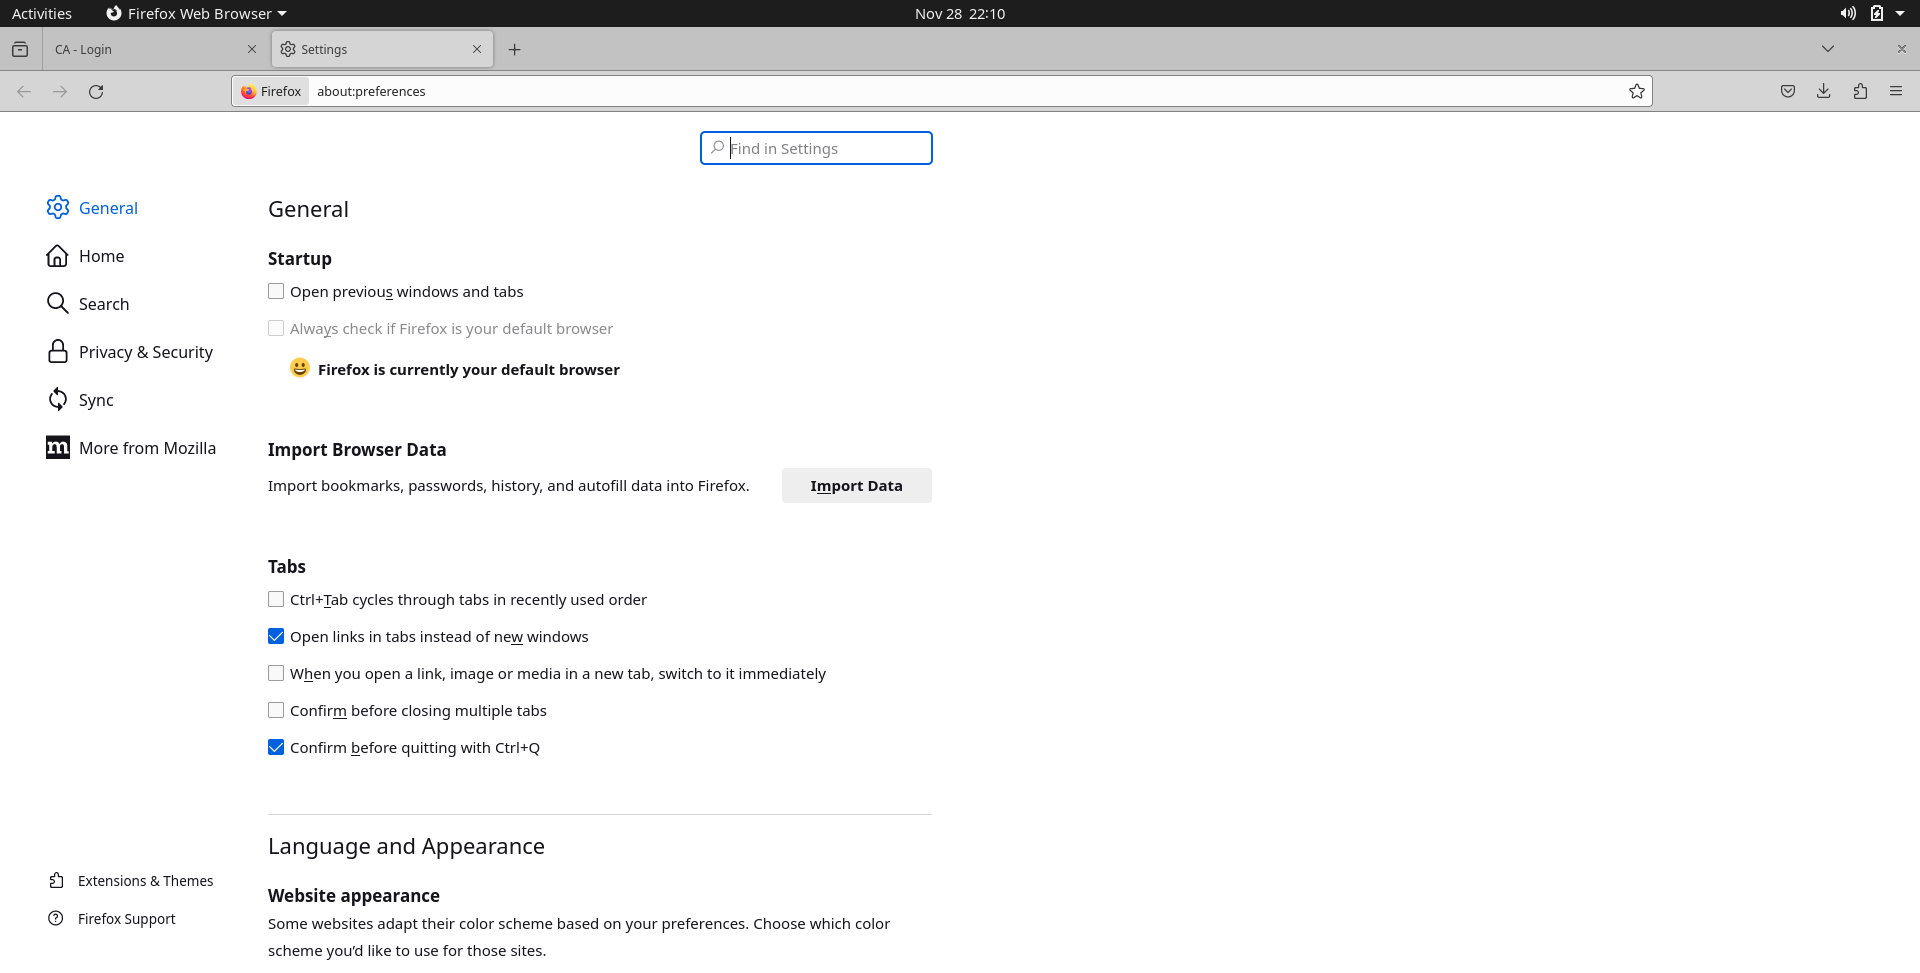 Activities
Firefox Web Browser
Nov 28 22:10
CA - Login
Settings
Firefox
about:preferences
Find in Settings
General
Home
Search
Privacy & Security
Sync
More from Mozilla
Extensions & Themes
Firefox Support
General
Startup
Open previous windows and tabs
Always check if Firefox is your default browser
Firefox is currently your default browser
Import Browser Data
Import bookmarks, passwords, history, and autofill data into Firefox.
Import Data
Tabs
Ctrl+Tab cycles through tabs in recently used order
Open links in tabs instead of new windows
When you open a link, image or media in a new tab, switch to it immediately
Confirm before closing multiple tabs
Confirm before quitting with Ctrl+Q
Language and Appearance
Website appearance
Some websites adapt their color scheme based on your preferences. Choose which color
scheme you’d like to use for those sites.